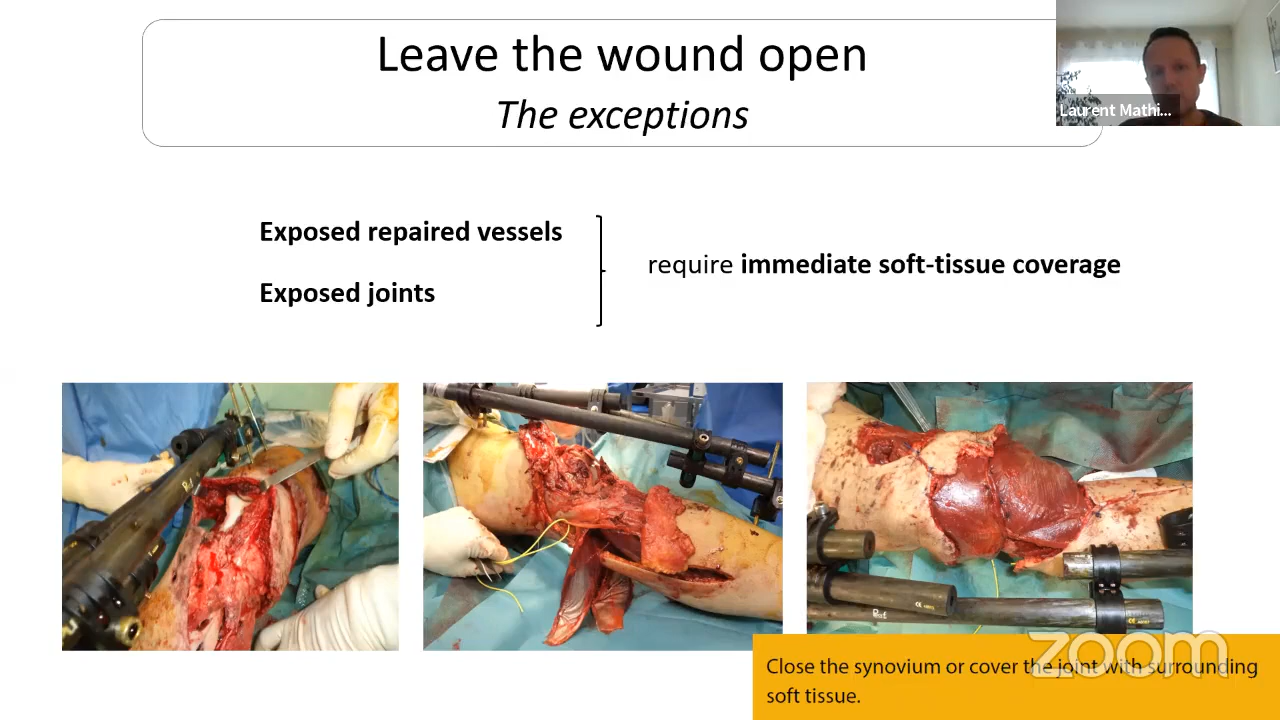 Leave the wound open
The exceptions
Laurent Mathi...
Exposed repaired vessels
Exposed joints
require immediate soft-tissue coverage
zoom
Close the synovium or cover the joint with surrounding
soft tissue.